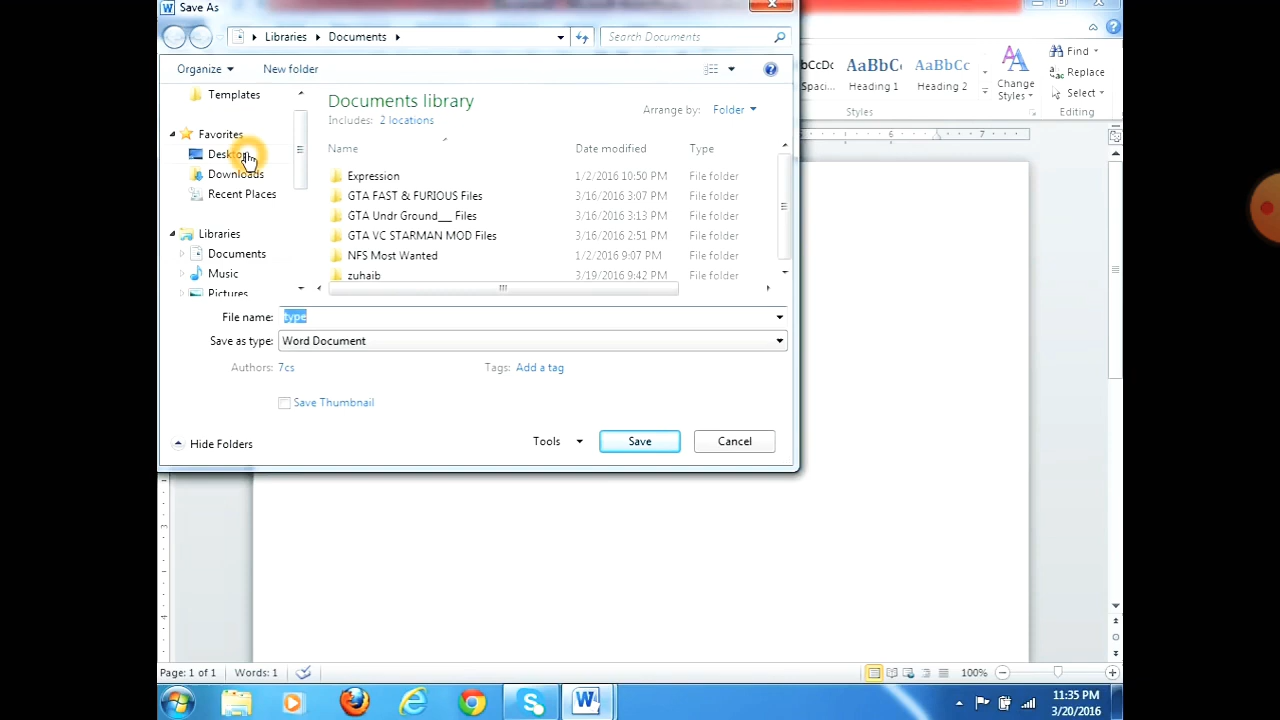 Save As
Libraries Documents
Search Documents
Organize New folder
Templates
Favorites
Desktop
Downloads
Recent Places
Libraries
Documents
Music
Pictures
Documents library
Includes: 2 locations
Arrange by: Folder
Name Date modified Type
Expression 1/2/2016 10:50 PM File folder
GTA FAST & FURIOUS Files 3/16/2016 3:07 PM File folder
GTA Undr Ground___ Files 3/16/2016 3:13 PM File folder
GTA VC STARMAN MOD Files 3/16/2016 2:51 PM File folder
NFS Most Wanted 1/2/2016 9:07 PM File folder
zuhaib 3/19/2016 9:42 PM File folder
File name: type
Save as type: Word Document
Authors: 7cs Tags: Add a tag
Save Thumbnail
Hide Folders Tools Save Cancel
AaBbC AaBbCc
Heading 1 Heading 2
Change Styles
Styles
Find
Replace
Select
Editing
6 7
Page: 1 of 1 Words: 1 100%
11:35 PM
3/20/2016